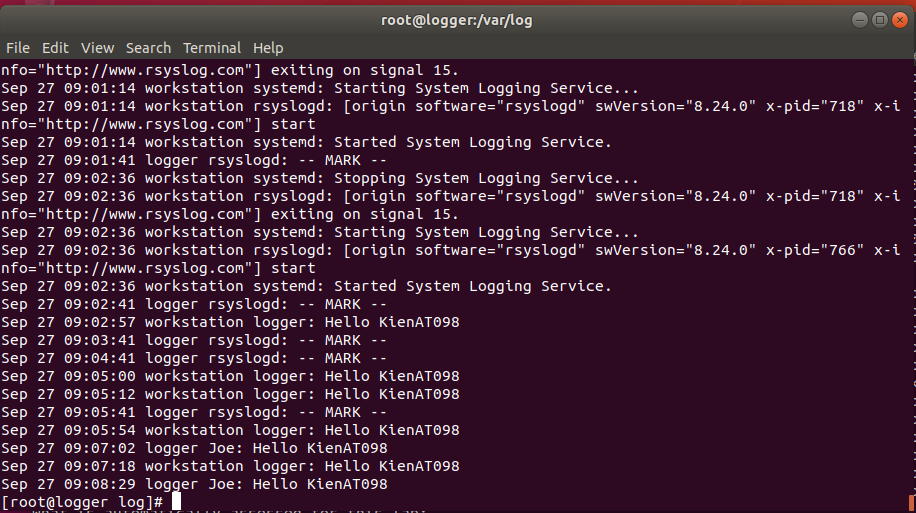 root@logger:/var/log
File Edit View Search Terminal Help
nfo="http://www.rsyslog.com"] exiting on signal 15.
Sep 27 09:01:14 workstation systemd: Starting System Logging Service...
Sep 27 09:01:14 workstation rsyslogd: [origin software="rsyslogd" swVersion="8.24.0" x-pid="718" x-i
nfo="http://www.rsyslog.com"] start
Sep 27 09:01:14 workstation systemd: Started System Logging Service.
Sep 27 09:01:41 logger rsyslogd: -- MARK --
Sep 27 09:02:36 workstation systemd: Stopping System Logging Service...
Sep 27 09:02:36 workstation rsyslogd: [origin software="rsyslogd" swVersion="8.24.0" x-pid="718" x-i
nfo="http://www.rsyslog.com"] exiting on signal 15.
Sep 27 09:02:36 workstation systemd: Starting System Logging Service...
Sep 27 09:02:36 workstation rsyslogd: [origin software="rsyslogd" swVersion="8.24.0" x-pid="766" x-i
nfo="http://www.rsyslog.com"] start
Sep 27 09:02:36 workstation systemd: Started System Logging Service.
Sep 27 09:02:41 logger rsyslogd: -- MARK --
Sep 27 09:02:57 workstation logger: Hello KienAT098
Sep 27 09:03:41 logger rsyslogd: -- MARK --
Sep 27 09:04:41 logger rsyslogd: -- MARK --
Sep 27 09:05:00 workstation logger: Hello KienAT098
Sep 27 09:05:12 workstation logger: Hello KienAT098
Sep 27 09:05:41 logger rsyslogd: -- MARK --
Sep 27 09:05:54 workstation logger: Hello KienAT098
Sep 27 09:07:02 logger Joe: Hello KienAT098
Sep 27 09:07:18 workstation logger: Hello KienAT098
Sep 27 09:08:29 logger Joe: Hello KienAT098
[root@logger log]#